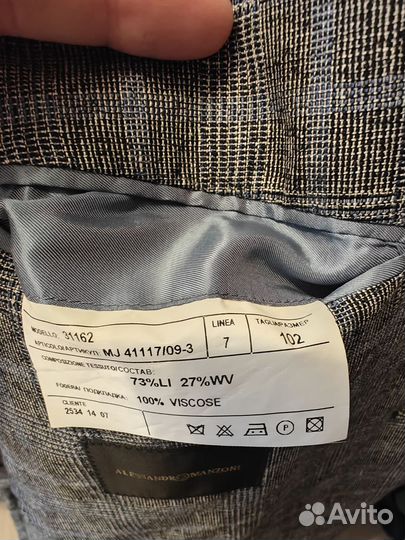 MODELLO: 31162
ARTICOLO/АРТИКУЛ: MJ 41117/09-3
LINEA
7
TAGLIA/РАЗМЕР
102
COMPOSIZIONE TESSUTO/СОСТАВ:
73%LI 27%WV
FODERA/ ПОДКЛАДКА: 100% VISCOSE
CLIENTE
2534 14 07
P
ALESSANDRO MANZONI
Avito